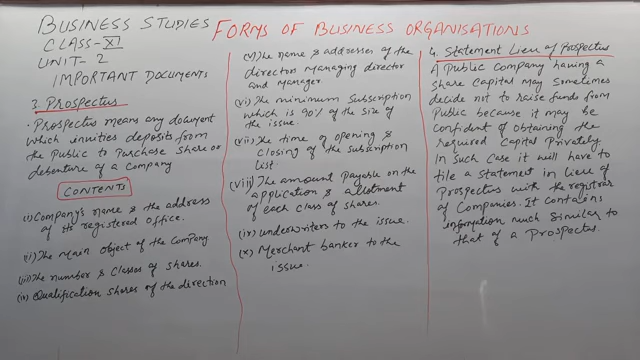 BUSINESS STUDIES
FORMS OF BUSINESS ORGANISATIONS
CLASS-XI
UNIT-2
IMPORTANT DOCUMENTS
3. PROSPECTUS
· Prospectus means any document
which invities deposits from
the Public to Purchase share or
debenture of a Company
CONTENTS
(i) Company's name & the address
of its registered office.
(ii) The main object of the Company
(iii) The number & Classes of Shares.
(iv) Qualification shares of the direction
(v) The name & addresses of the
director Managing director
and Manager
(vi) The minimum Subscription
which is 90% of the size of
the issue.
(vii) The time of opening &
closing of the subscription
list.
(viii) The amount Payable on the
application & allotment
of each class of shares.
(ix) underwriters to the issue.
(x) Merchant banker to the
issue.
4. Statement Lieu of Prospectus
A Public Company having a
Share Capital may Sometimes
decide not to raise funds from
Public because it may be
Confident of obtaining the
required Capital Privately.
In Such Case it will have to
file a Statement in Lieu of
Prospectus with the registrar
of Companies. It contains
information much Similar to
that of a Prospectus.